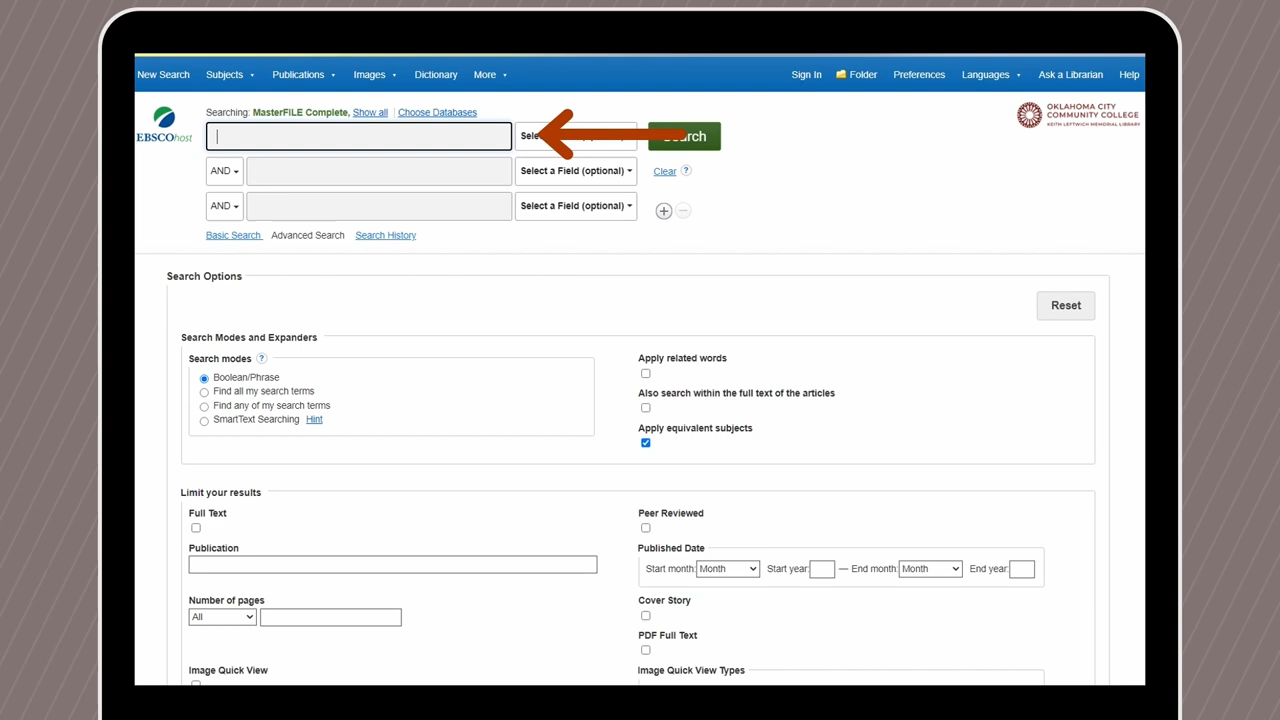 New Search Subjects Publications Images Dictionary More Sign In Folder Preferences Languages Ask a Librarian Help
Searching: MasterFILE Complete, Show all Choose Databases
EBSCOhost
OKLAHOMA CITY
COMMUNITY COLLEGE
KEITH LEFTWICH MEMORIAL LIBRARY
AND Select a Field (optional) Clear ?
AND Select a Field (optional)
Basic Search Advanced Search Search History
Search Options
Reset
Search Modes and Expanders
Search modes ? Apply related words
Boolean/Phrase
Find all my search terms Also search within the full text of the articles
Find any of my search terms
SmartText Searching Hint Apply equivalent subjects
Limit your results
Full Text Peer Reviewed
Publication Published Date
Start month: Month Start year: — End month: Month End year:
Number of pages Cover Story
All
PDF Full Text
Image Quick View Image Quick View Types